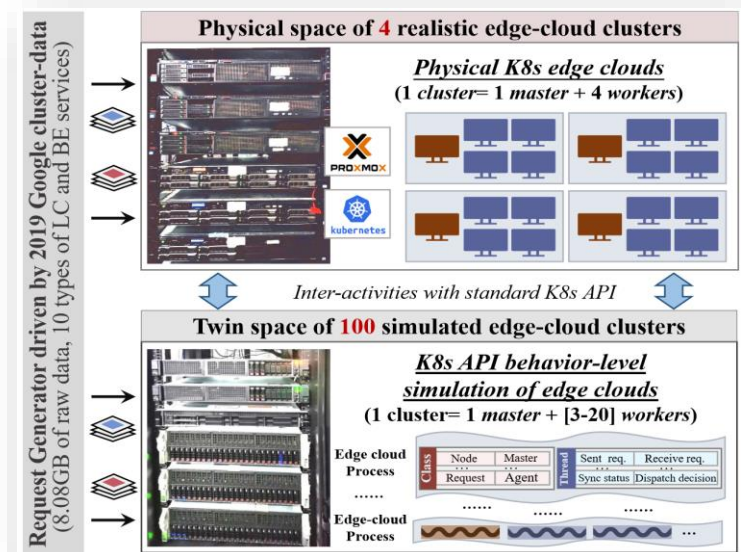 Request Generator driven by 2019 Google cluster-data
(8.08GB of raw data, 10 types of LC and BE services)
Physical space of 4 realistic edge-cloud clusters
Physical K8s edge clouds
(1 cluster= 1 master + 4 workers)
PROXMOX
kubernetes
Inter-activities with standard K8s API
Twin space of 100 simulated edge-cloud clusters
K8s API behavior-level
simulation of edge clouds
(1 cluster= 1 master + [3-20] workers)
Edge cloud
Process
......
Edge-cloud
Process
Class
Node Master
... ...
Request Agent
Thread
Sent req. Receive req.
... ...
Sync status Dispatch decision
...... ......
......
...